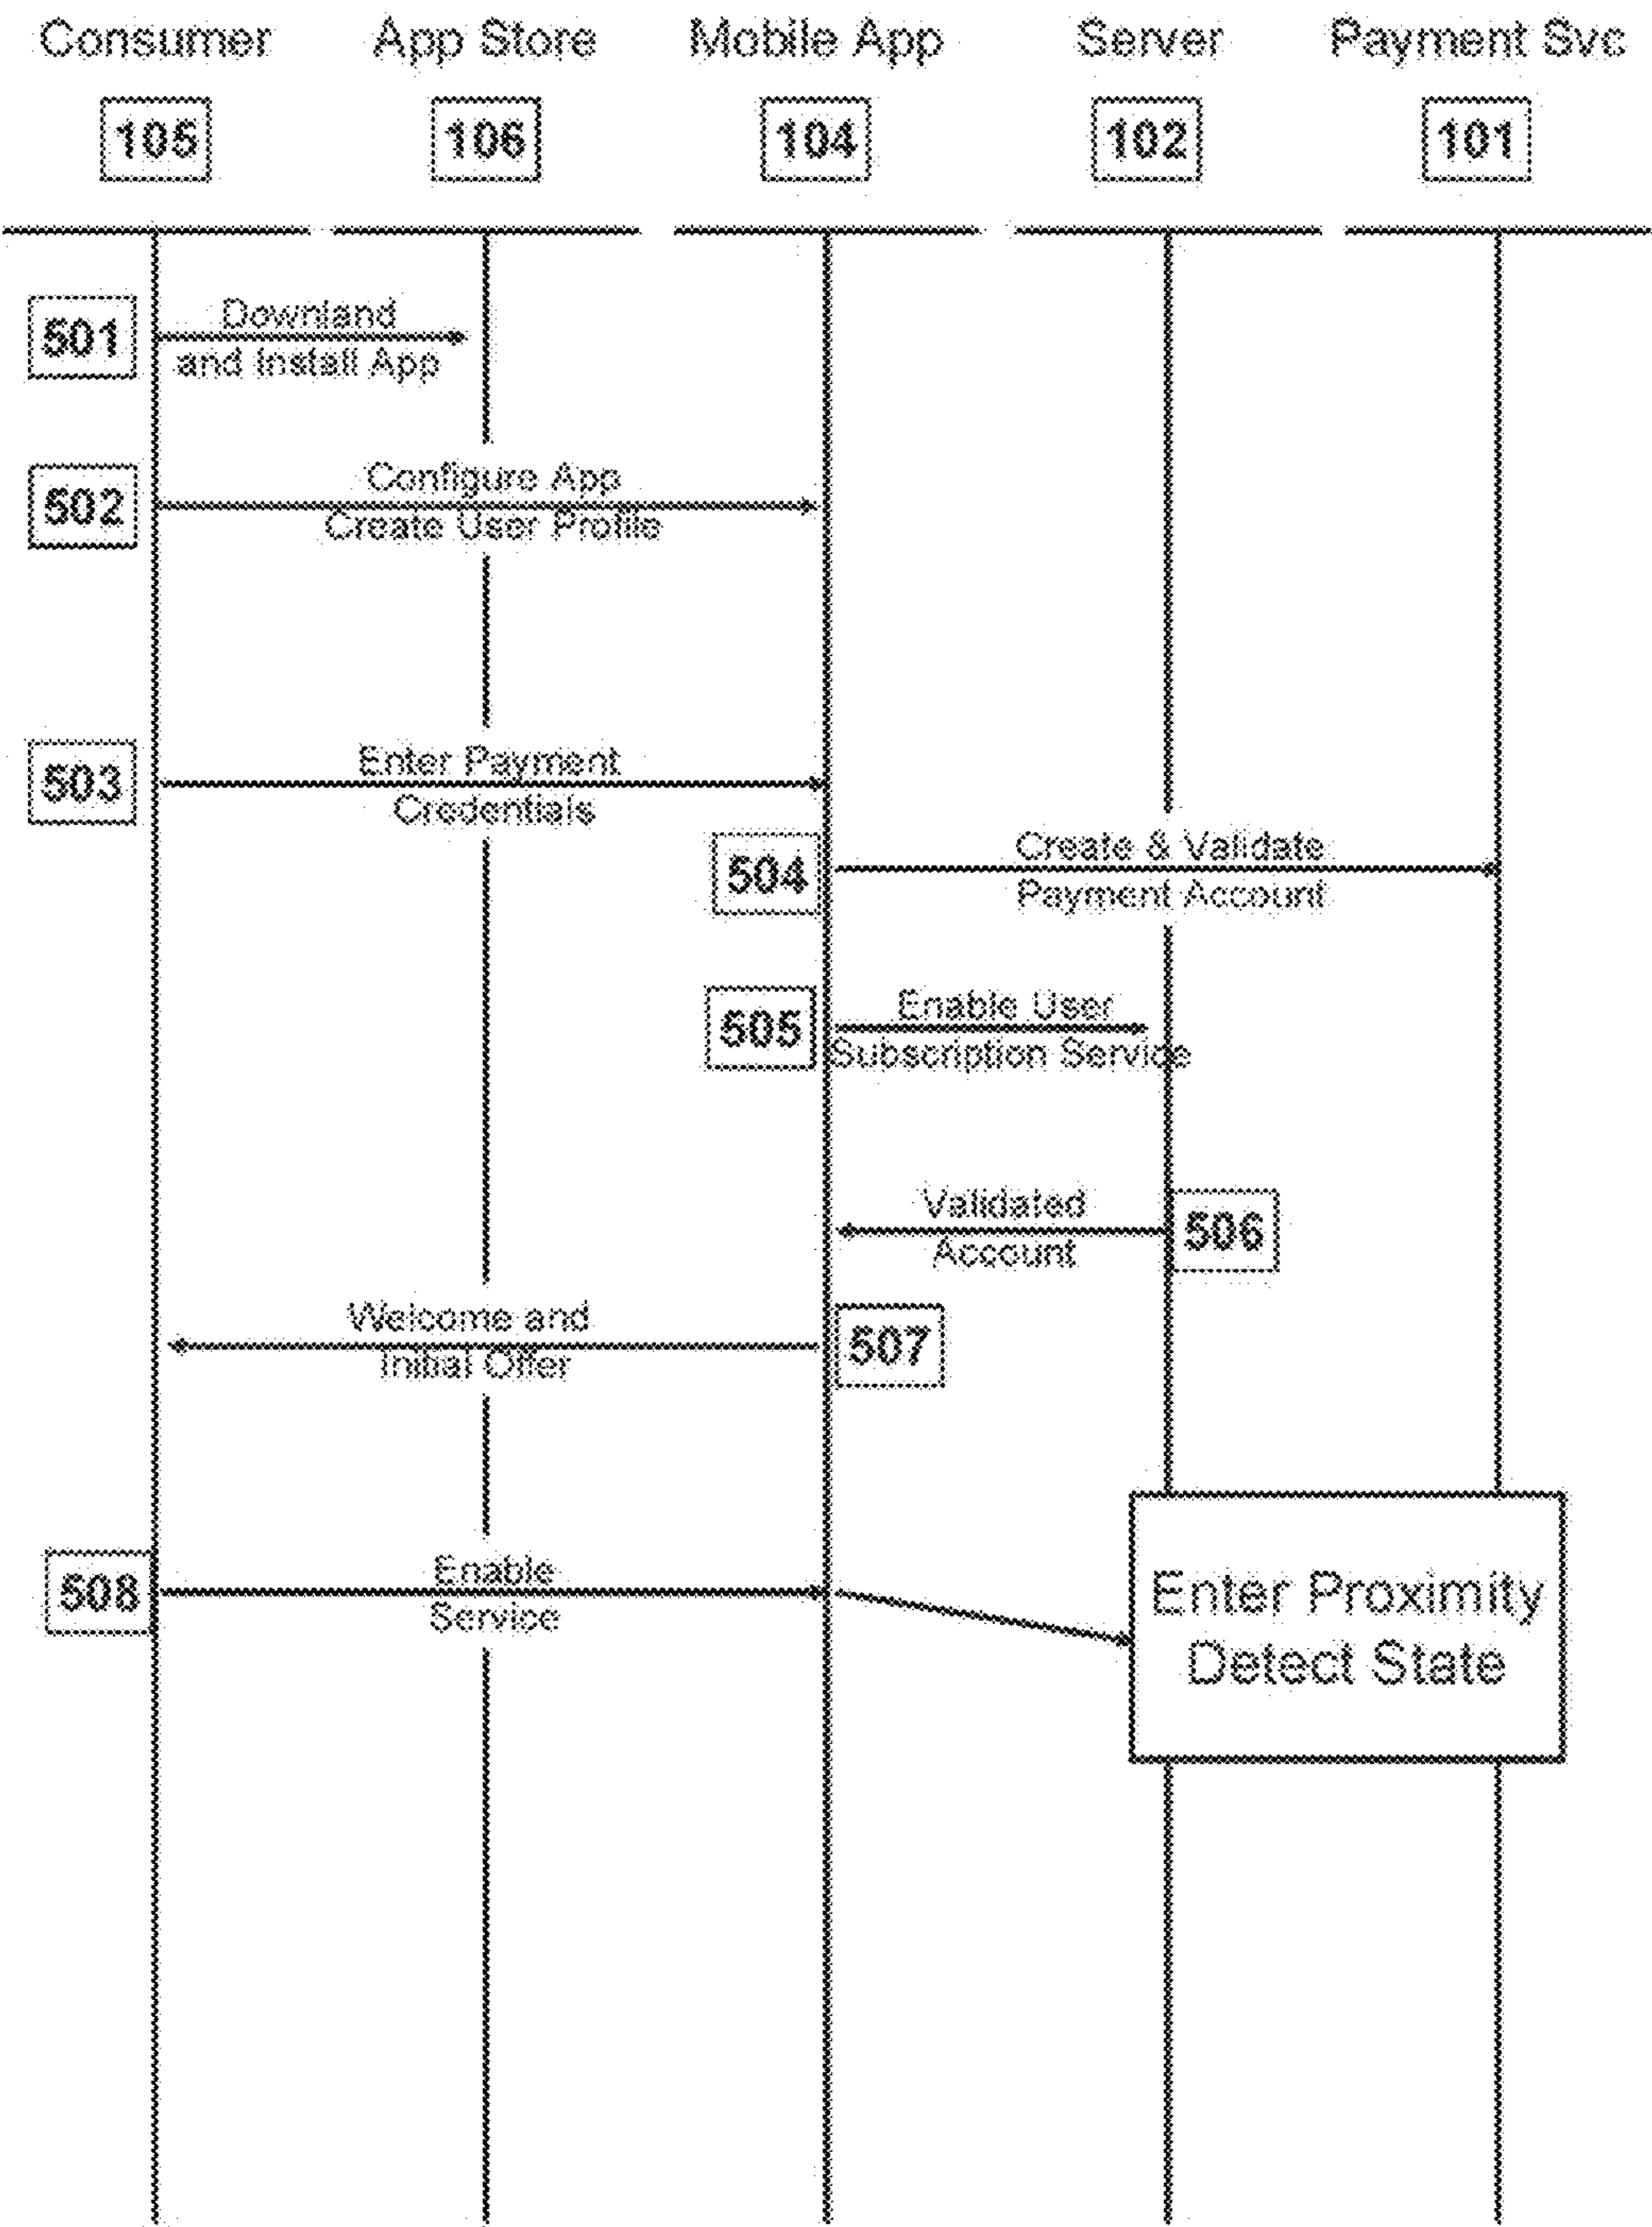 Consumer App Store Mobile App Server Payment Svc
105 106 104 102 101
501 Downland
and Install App
502 Configure App
Create User Profile
503 Enter Payment
Credentials
504 Create & Validate
Payment Account
505 Enable User
Subscription Service
Validated 506
Account
Welcome and 507
Initial Offer
508 Enable
Service
Enter Proximity
Detect State